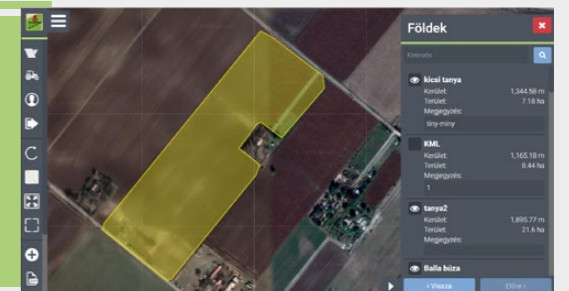 Földek
Keresés
kicsi tanya
Kerület: 1,344.58 m
Terület: 7.18 ha
Megjegyzés:
tiny-miny
KML
Kerület: 1,165.18 m
Terület: 8.44 ha
Megjegyzés:
1
tanya2
Kerület: 1,895.77 m
Terület: 21.6 ha
Megjegyzés:
Balla búza
‹ Vissza
Előre ›